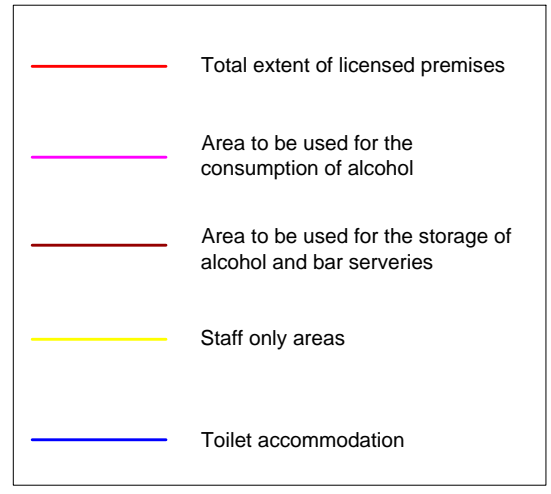 Total extent of licensed premises
Area to be used for the
consumption of alcohol
Area to be used for the storage of
alcohol and bar serveries
Staff only areas
Toilet accommodation